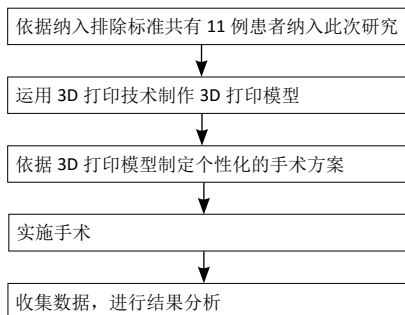 依据纳入排除标准共有 11 例患者纳入此次研究
运用 3D 打印技术制作 3D 打印模型
依据 3D 打印模型制定个性化的手术方案
实施手术
收集数据，进行结果分析